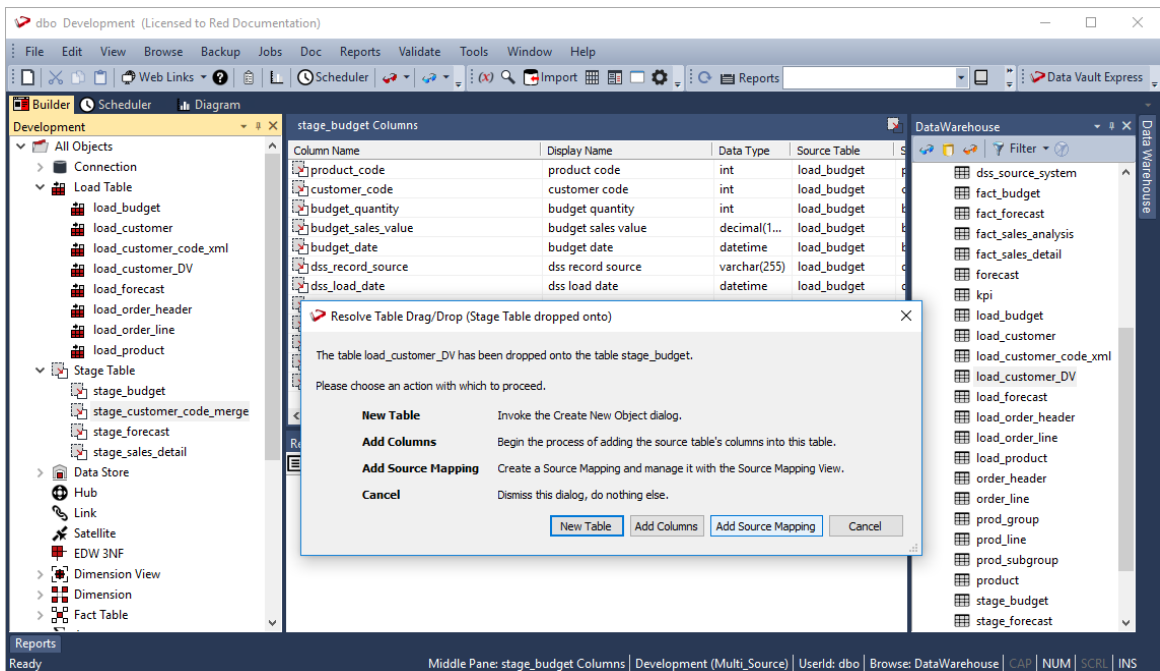 dbo Development (Licensed to Red Documentation)
File Edit View Browse Backup Jobs Doc Reports Validate Tools Window Help
Web Links Scheduler (x) Import Reports Data Vault Express
Builder Scheduler Diagram
Development
All Objects
Connection
Load Table
load_budget
load_customer
load_customer_code_xml
load_customer_DV
load_forecast
load_order_header
load_order_line
load_product
Stage Table
stage_budget
stage_customer_code_merge
stage_forecast
stage_sales_detail
Data Store
Hub
Link
Satellite
EDW 3NF
Dimension View
Dimension
Fact Table
stage_budget Columns
Column Name Display Name Data Type Source Table S
product_code product code int load_budget
customer_code customer code int load_budget
budget_quantity budget quantity int load_budget
budget_sales_value budget sales value decimal(1... load_budget
budget_date budget date datetime load_budget
dss_record_source dss record source varchar(255) load_budget
dss_load_date dss load date datetime load_budget
Re
Resolve Table Drag/Drop (Stage Table dropped onto)
The table load_customer_DV has been dropped onto the table stage_budget.
Please choose an action with which to proceed.
New Table Invoke the Create New Object dialog.
Add Columns Begin the process of adding the source table's columns into this table.
Add Source Mapping Create a Source Mapping and manage it with the Source Mapping View.
Cancel Dismiss this dialog, do nothing else.
New Table Add Columns Add Source Mapping Cancel
DataWarehouse
Filter
dss_source_system
fact_budget
fact_forecast
fact_sales_analysis
fact_sales_detail
forecast
kpi
load_budget
load_customer
load_customer_code_xml
load_customer_DV
load_forecast
load_order_header
load_order_line
load_product
order_header
order_line
prod_group
prod_line
prod_subgroup
product
stage_budget
stage_forecast
Data Warehouse
Reports
Ready Middle Pane: stage_budget Columns Development (Multi_Source) UserId: dbo Browse: DataWarehouse CAP NUM SCRL INS